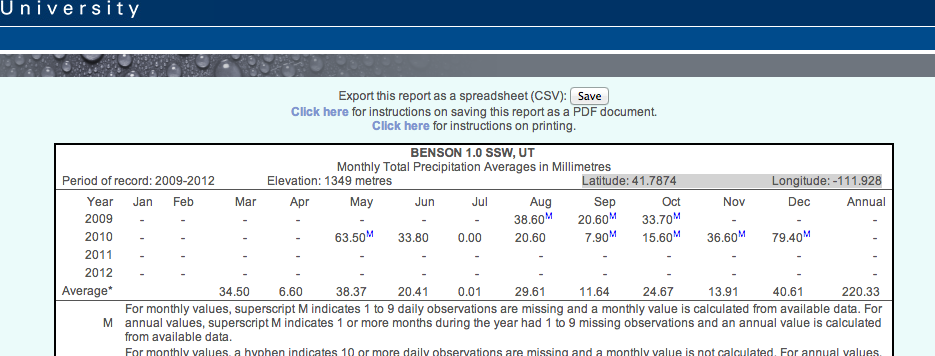 University
Export this report as a spreadsheet (CSV): Save
Click here for instructions on saving this report as a PDF document.
Click here for instructions on printing.
BENSON 1.0 SSW, UT
Monthly Total Precipitation Averages in Millimetres
Period of record: 2009-2012 Elevation: 1349 metres Latitude: 41.7874 Longitude: -111.928
Year Jan Feb Mar Apr May Jun Jul Aug Sep Oct Nov Dec Annual
2009 - - - - - - - 38.60M 20.60M 33.70M - - -
2010 - - - - 63.50M 33.80 0.00 20.60 7.90M 15.60M 36.60M 79.40M -
2011 - - - - - - - - - - - - -
2012 - - - - - - - - - - - - -
Average* 34.50 6.60 38.37 20.41 0.01 29.61 11.64 24.67 13.91 40.61 220.33
For monthly values, superscript M indicates 1 to 9 daily observations are missing and a monthly value is calculated from available data. For
M annual values, superscript M indicates 1 or more months during the year had 1 to 9 missing observations and an annual value is calculated
from available data.
For monthly values, a hyphen indicates 10 or more daily observations are missing and a monthly value is not calculated. For annual values,